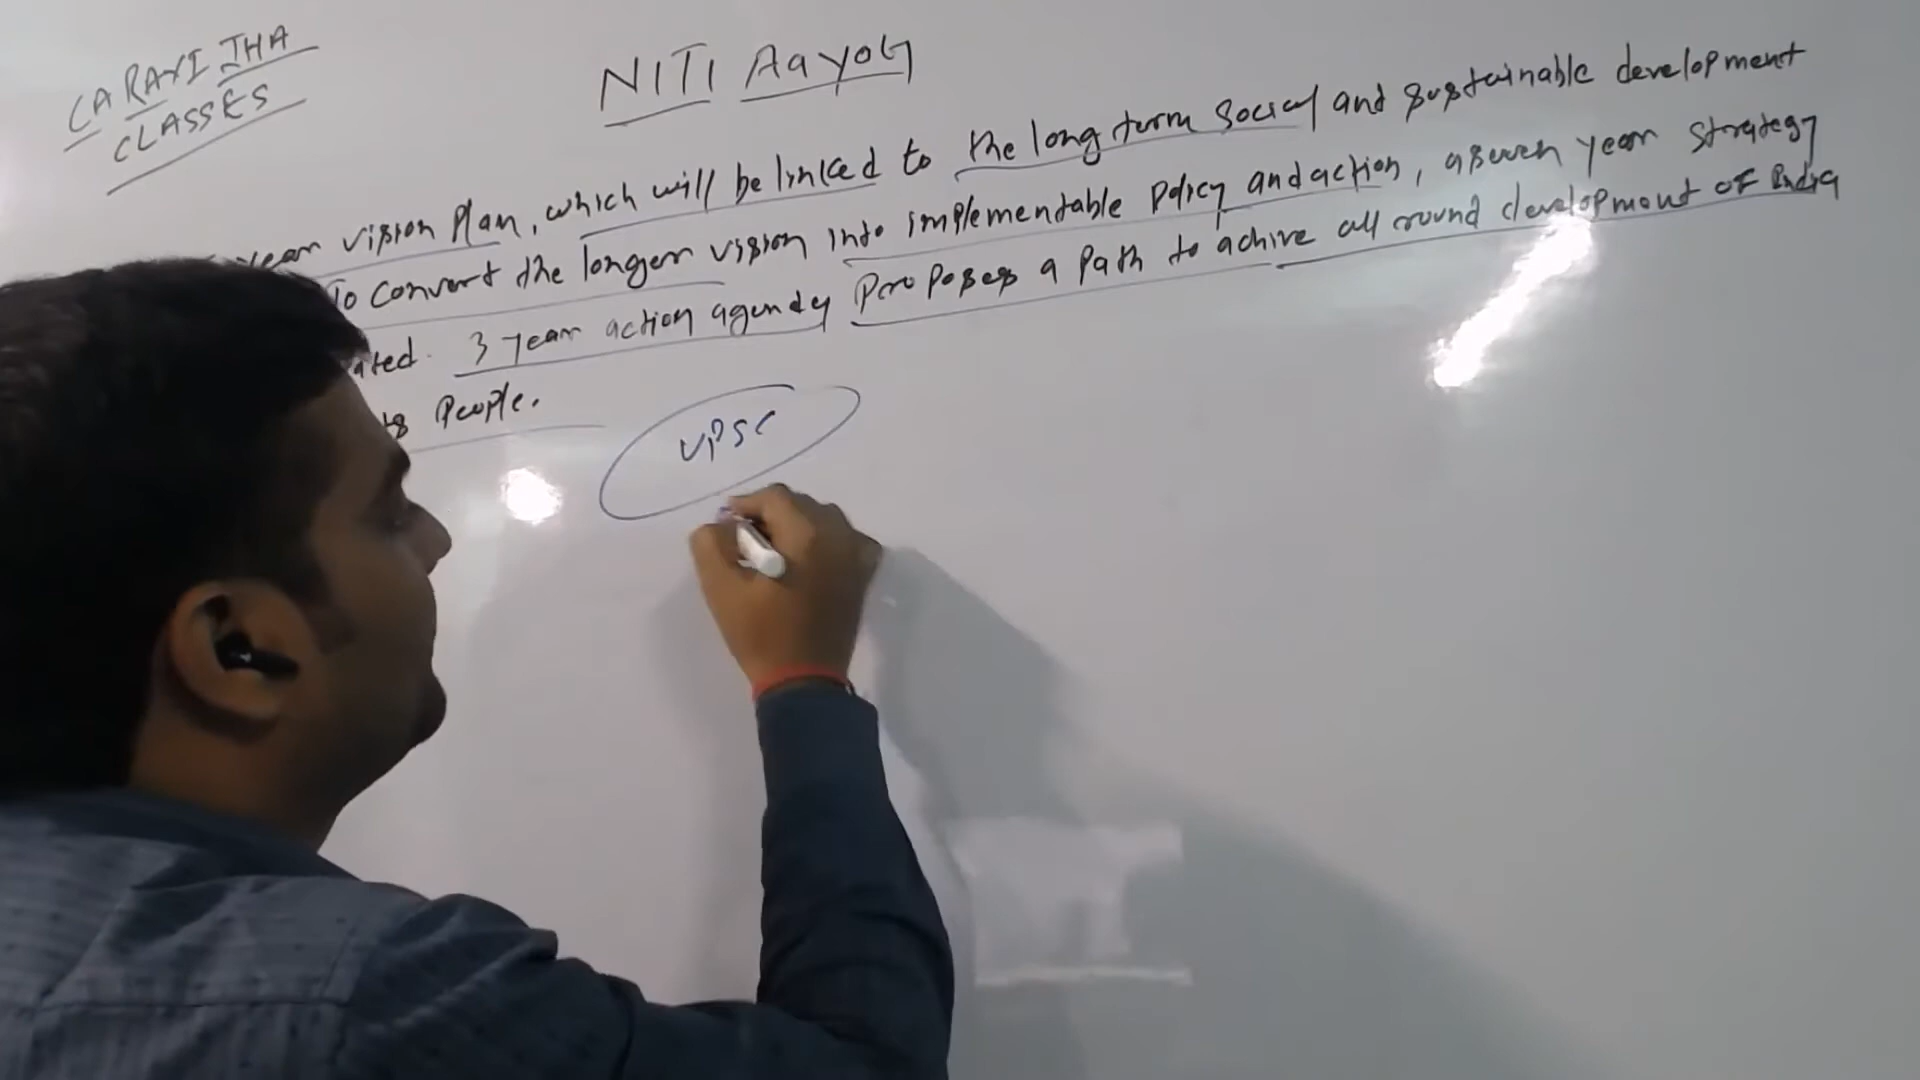 CA RAVI JHA
CLASSES
NITI AayoG
year vision Plan, which will be linked to the long term social and sustainable development
To convert the longer vision into implementable policy and action, a seven year strategy
ated. 3 year action agenda Proposes a path to achive all round development of India
its People.
UPSC